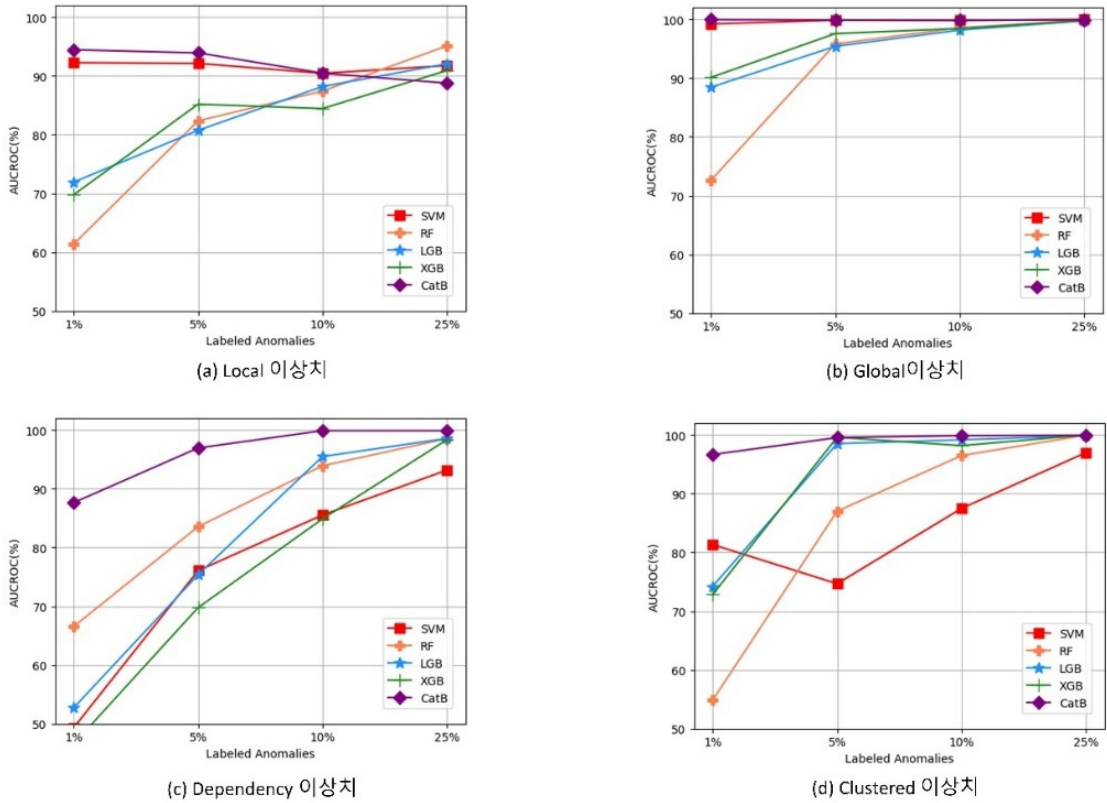 AUCROC(%)
100
90
80
70
60
50
1%
5%
10%
25%
Labeled Anomalies
SVM
RF
LGB
XGB
CatB
(a) Local 이상치
AUCROC(%)
100
90
80
70
60
50
1%
5%
10%
25%
Labeled Anomalies
SVM
RF
LGB
XGB
CatB
(b) Global이상치
AUCROC(%)
100
90
80
70
60
50
1%
5%
10%
25%
Labeled Anomalies
SVM
RF
LGB
XGB
CatB
(c) Dependency 이상치
AUCROC(%)
100
90
80
70
60
50
1%
5%
10%
25%
Labeled Anomalies
SVM
RF
LGB
XGB
CatB
(d) Clustered 이상치